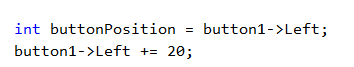 int buttonPosition = button1->Left;
button1->Left += 20;